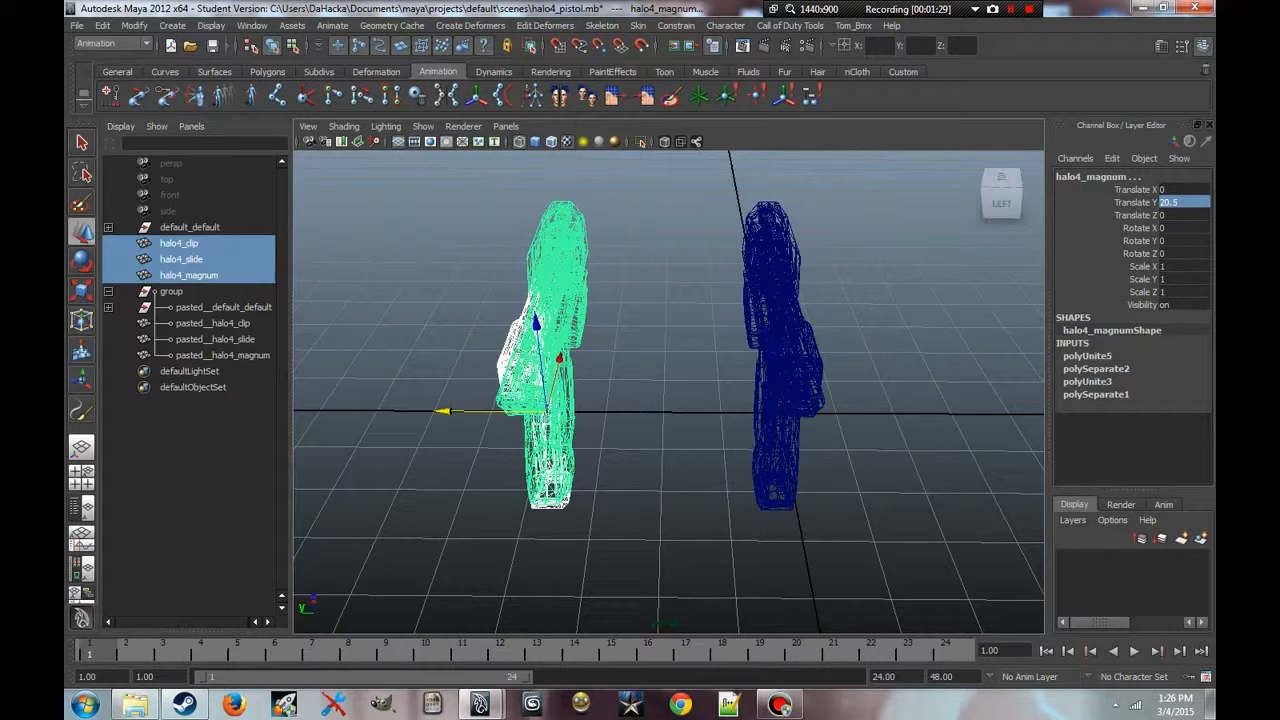 Autodesk Maya 2012 x64 - Student Version: C:\Users\DaHacka\Documents\maya\projects\default\scenes\halo4_pistol.mb* --- halo4_magnum...
1440x900
Recording [00:01:29]
File Edit Modify Create Display Window Assets Animate Geometry Cache Create Deformers Edit Deformers Skeleton Skin Constrain Character Call of Duty Tools Tom_Bmx Help
Animation
X: Y: Z:
General Curves Surfaces Polygons Subdivs Deformation Animation Dynamics Rendering PaintEffects Toon Muscle Fluids Fur Hair nCloth Custom
Display Show Panels
View Shading Lighting Show Renderer Panels
Channel Box / Layer Editor
Channels Edit Object Show
persp
top
front
side
default_default
halo4_clip
halo4_slide
halo4_magnum
group
pasted__default_default
pasted__halo4_clip
pasted__halo4_slide
pasted__halo4_magnum
defaultLightSet
defaultObjectSet
LEFT
y
persp
halo4_magnum . . .
Translate X 0
Translate Y 20.5
Translate Z 0
Rotate X 0
Rotate Y 0
Rotate Z 0
Scale X 1
Scale Y 1
Scale Z 1
Visibility on
SHAPES
halo4_magnumShape
INPUTS
polyUnite5
polySeparate2
polyUnite3
polySeparate1
Display Render Anim
Layers Options Help
1 2 3 4 5 6 7 8 9 10 11 12 13 14 15 16 17 18 19 20 21 22 23 24
1
1.00
1.00 1.00 1 24 24.00 48.00 No Anim Layer No Character Set
1:26 PM
3/4/2015